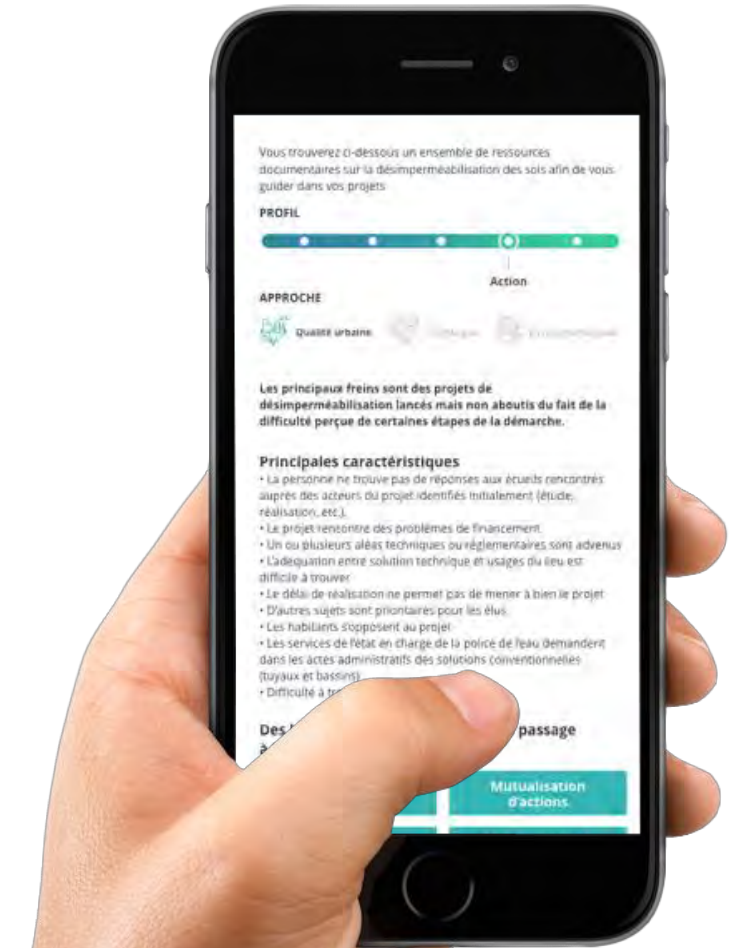 Vous trouverez ci-dessous un ensemble de ressources
documentaires sur la désimperméabilisation des sols afin de vous
guider dans vos projets
PROFIL
Action
APPROCHE
Qualité urbaine
Les principaux freins sont des projets de
désimperméabilisation lancés mais non aboutis du fait de la
difficulté perçue de certaines étapes de la démarche.
Principales caractéristiques
• La personne ne trouve pas de réponses aux écueils rencontrés
auprès des acteurs du projet identifiés initialement (étude,
réalisation, etc.).
• Le projet rencontre des problèmes de financement
• Un ou plusieurs aléas techniques ou réglementaires sont advenus
• L'adéquation entre solution technique et usages du lieu est
difficile à trouver
• Le délai de réalisation ne permet pas de mener à bien le projet
• D'autres sujets sont prioritaires pour les élus
• Les habitants s'opposent au projet
• Les services de l'état en charge de la police de l'eau demandent
dans les actes administratifs des solutions conventionnelles
(tuyaux et bassins)
• Difficulté à
Des passage
à
Mutualisation
d'actions